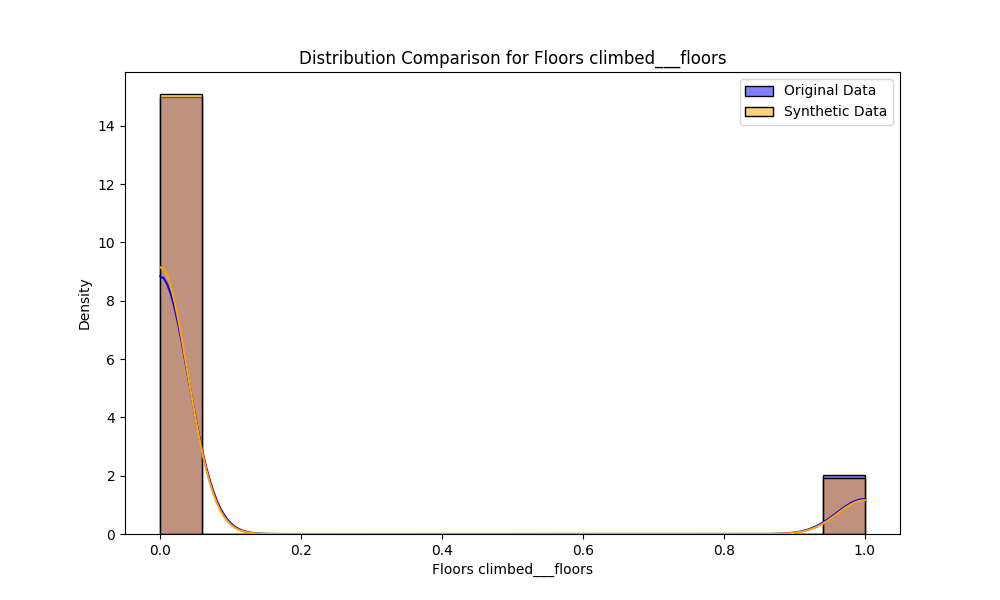 Distribution Comparison for Floors climbed___floors
Original Data
Synthetic Data
Density
14
12
10
8
6
4
2
0
0.0 0.2 0.4 0.6 0.8 1.0
Floors climbed___floors